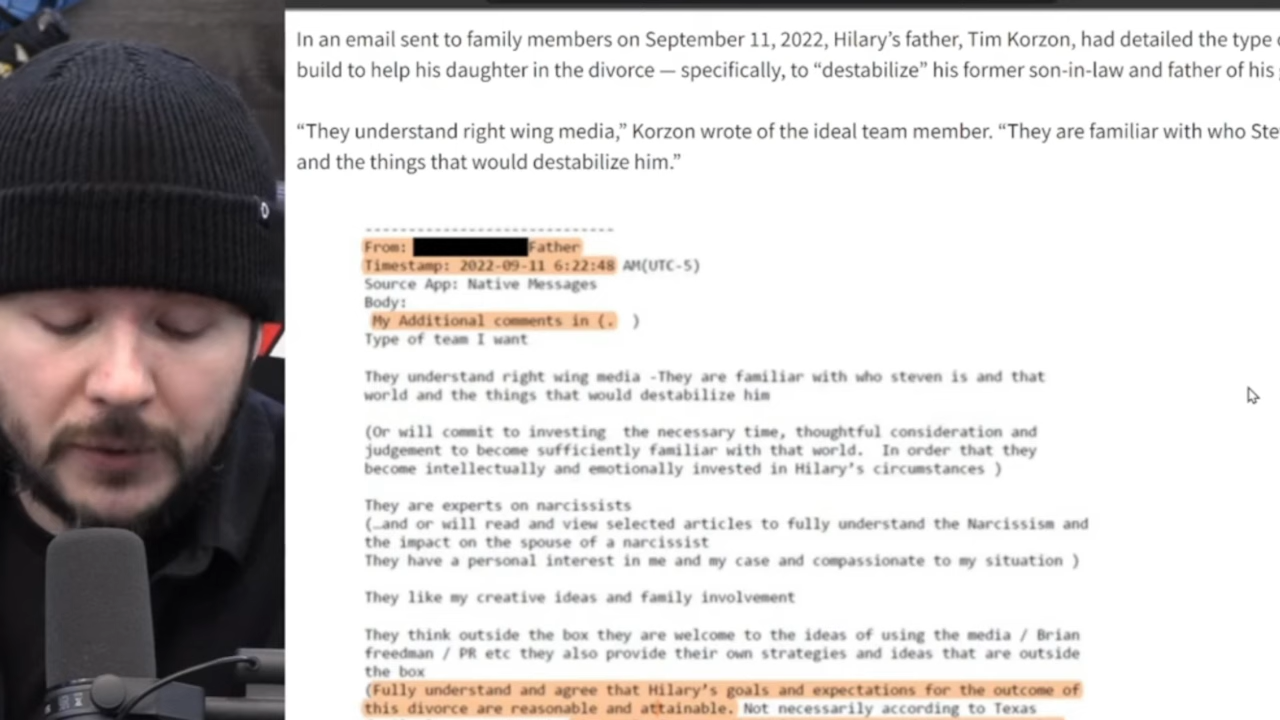 In an email sent to family members on September 11, 2022, Hilary’s father, Tim Korzon, had detailed the type
build to help his daughter in the divorce — specifically, to “destabilize” his former son-in-law and father of his
“They understand right wing media,” Korzon wrote of the ideal team member. “They are familiar with who Ste
and the things that would destabilize him.”
------------------------------
From: Father
Timestamp: 2022-09-11 6:22:48 AM(UTC-5)
Source App: Native Messages
Body:
My Additional comments in (. )
Type of team I want
They understand right wing media -They are familiar with who steven is and that
world and the things that would destabilize him
(Or will commit to investing the necessary time, thoughtful consideration and
judgement to become sufficiently familiar with that world. In order that they
become intellectually and emotionally invested in Hilary’s circumstances )
They are experts on narcissists
(…and or will read and view selected articles to fully understand the Narcissism and
the impact on the spouse of a narcissist
They have a personal interest in me and my case and compassionate to my situation )
They like my creative ideas and family involvement
They think outside the box they are welcome to the ideas of using the media / Brian
freedman / PR etc they also provide their own strategies and ideas that are outside
the box
(Fully understand and agree that Hilary’s goals and expectations for the outcome of
this divorce are reasonable and attainable. Not necessarily according to Texas